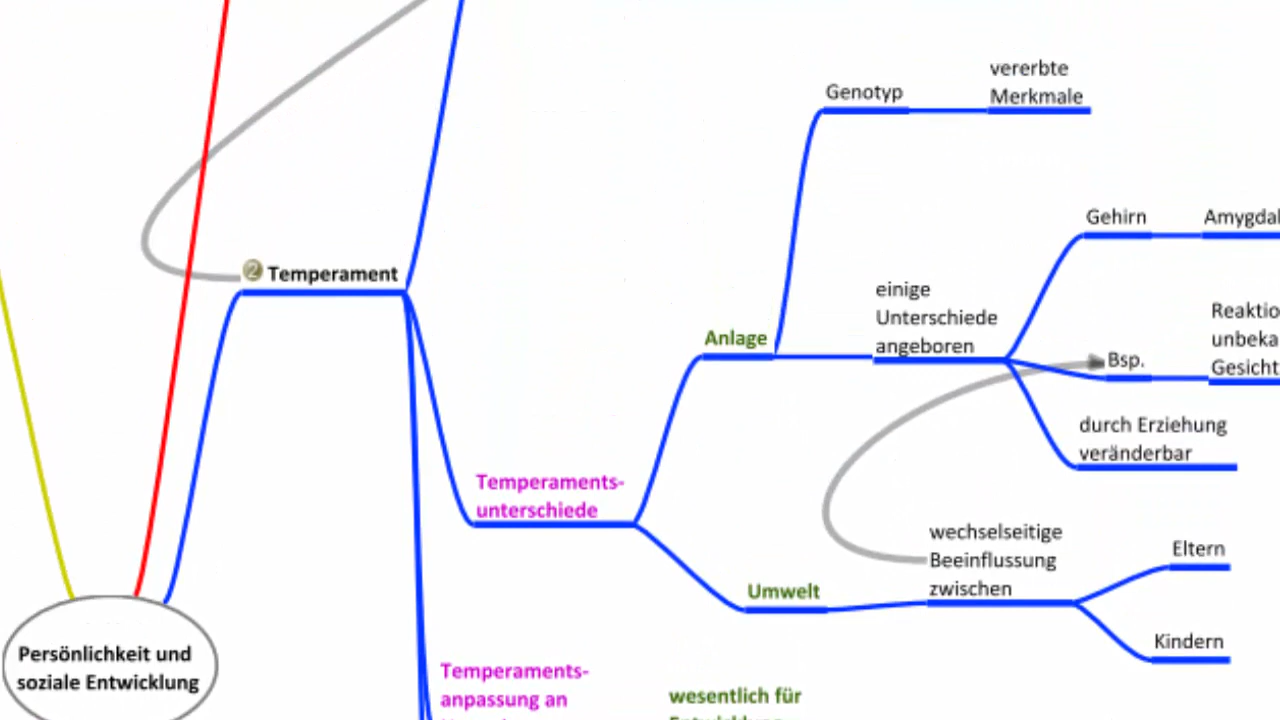 vererbte
Merkmale
Genotyp
Gehirn
② Temperament
einige
Unterschiede
angeboren
Anlage
Bsp.
durch Erziehung
veränderbar
Temperaments-
unterschiede
wechselseitige
Beeinflussung
zwischen
Eltern
Umwelt
Kindern
Persönlichkeit und
soziale Entwicklung
Temperaments-
anpassung an
wesentlich für